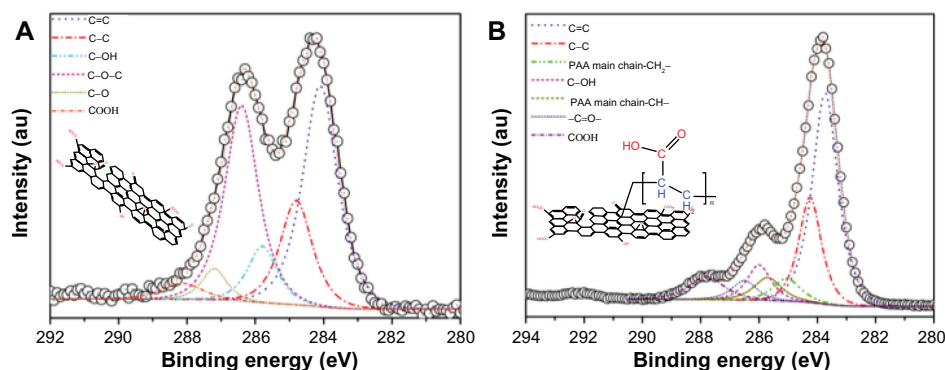 A
C=C
C–C
C–OH
C–O–C
C–O
COOH
Intensity (au)
292 290 288 286 284 282 280
Binding energy (eV)
B
C=C
C–C
PAA main chain-CH2–
C–OH
PAA main chain-CH–
–C=O–
COOH
O
HO
C
C
C
H
H2
n
Intensity (au)
294 292 290 288 286 284 282 280
Binding energy (eV)